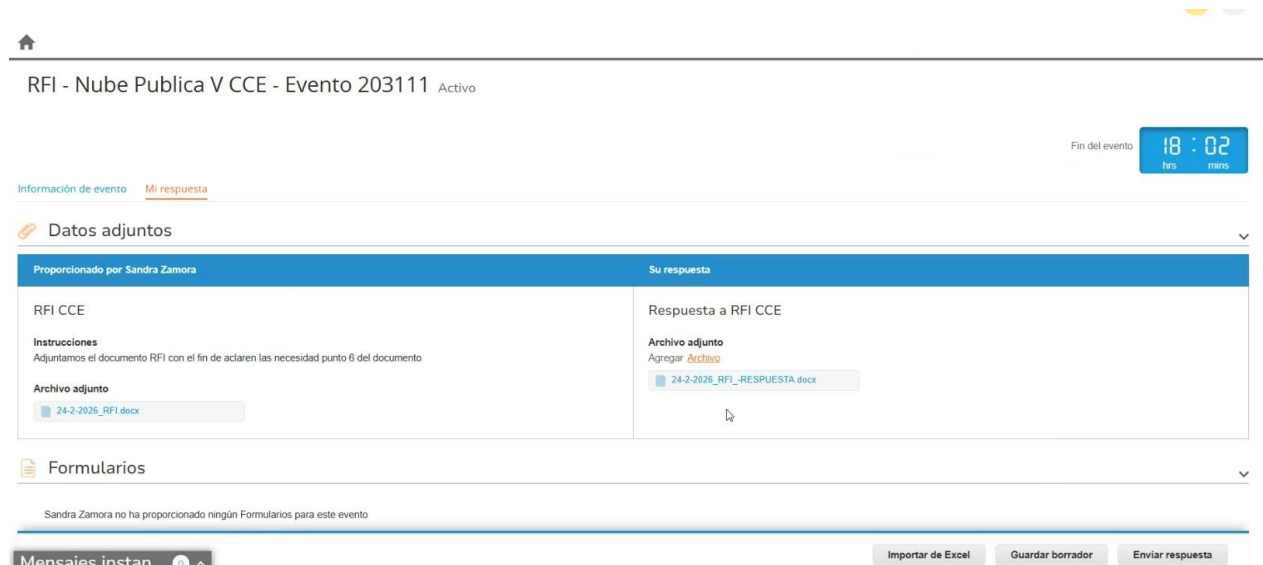 RFI - Nube Publica V CCE - Evento 203111 Activo
Fin del evento
18 : 02
hrs mins
Información de evento Mi respuesta
Datos adjuntos
Proporcionado por Sandra Zamora
Su respuesta
RFI CCE
Instrucciones
Adjuntamos el documento RFI con el fin de aclaren las necesidad punto 6 del documento
Archivo adjunto
24-2-2026_RFI.docx
Respuesta a RFI CCE
Archivo adjunto
Agregar Archivo
24-2-2026_RFI_-RESPUESTA.docx
Formularios
Sandra Zamora no ha proporcionado ningún Formularios para este evento
Mensajes instan... 0
Importar de Excel Guardar borrador Enviar respuesta